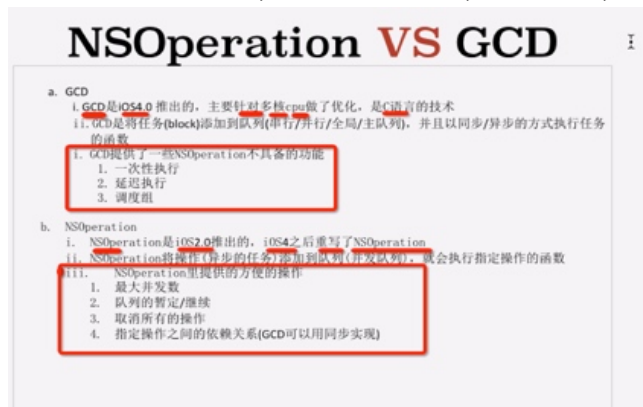 NSOperation VS GCD
a. GCD
i. GCD是iOS4.0 推出的，主要针对多核cpu做了优化，是C语言的技术
ii. GCD是将任务(block)添加到队列(串行/并行/全局/主队列)，并且以同步/异步的方式执行任务
的函数
i. GCD提供了一些NSOperation不具备的功能
1. 一次性执行
2. 延迟执行
3. 调度组
b. NSOperation
i. NSOperation是iOS2.0推出的，iOS4之后重写了NSOperation
ii. NSOperation将操作(异步的任务)添加到队列(并发队列)，就会执行指定操作的函数
iii. NSOperation里提供的方便的操作
1. 最大并发数
2. 队列的暂定/继续
3. 取消所有的操作
4. 指定操作之间的依赖关系(GCD可以用同步实现)